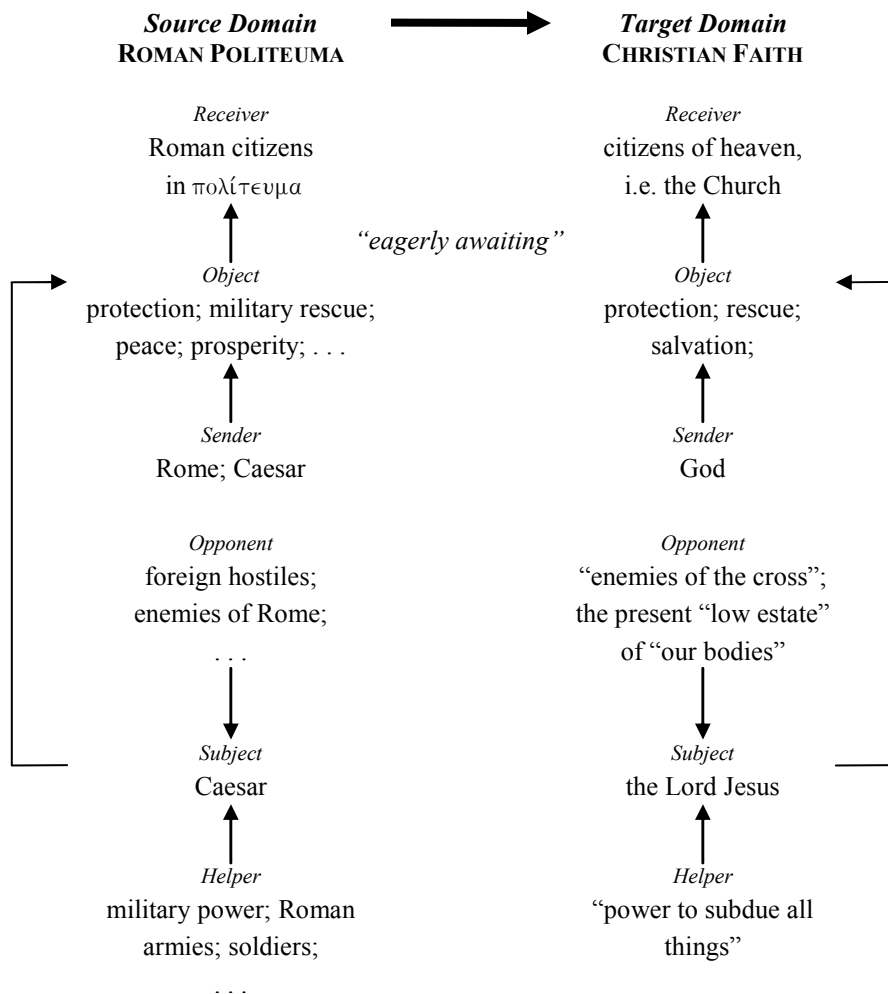 Source Domain
ROMAN POLITEUMA
Target Domain
CHRISTIAN FAITH
Receiver
Roman citizens
in πολίτευμα
Receiver
citizens of heaven,
i.e. the Church
“eagerly awaiting”
Object
protection; military rescue;
peace; prosperity; . . .
Object
protection; rescue;
salvation;
Sender
Rome; Caesar
Sender
God
Opponent
foreign hostiles;
enemies of Rome;
. . .
Opponent
“enemies of the cross”;
the present “low estate”
of “our bodies”
Subject
Caesar
Subject
the Lord Jesus
Helper
military power; Roman
armies; soldiers;
. . .
Helper
“power to subdue all
things”